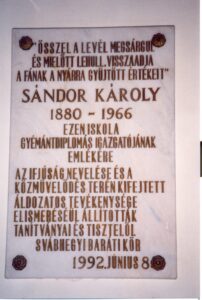 "ŐSSZEL A LEVÉL MEGSÁRGUL
ÉS MIELŐTT LEHULL, VISSZAADJA
A FÁNAK A NYÁRRA GYŰJTÖTT ÉRTÉKEIT"
SÁNDOR KÁROLY
1880 - 1966
EZEN ISKOLA
GYÉMÁNTDIPLOMÁS IGAZGATÓJÁNAK
EMLÉKÉRE
AZ IFJÚSÁG NEVELÉSE ÉS A
KÖZMŰVELŐDÉS TERÉN KIFEJTETT
ÁLDOZATOS TEVÉKENYSÉGE
ELISMERÉSÉÜL ÁLLÍTOTTÁK
TANÍTVÁNYAI ÉS TISZTELŐI
SVÁBHEGYI BARÁTI KÖR
1992. JÚNIUS 8